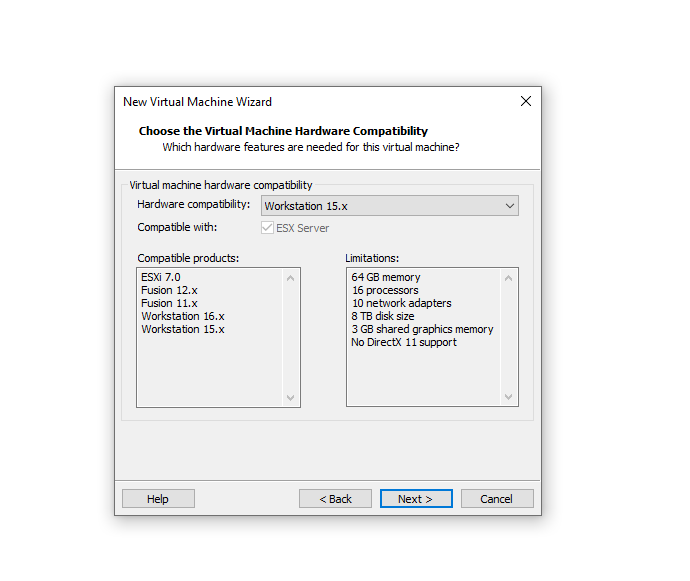 New Virtual Machine Wizard
Choose the Virtual Machine Hardware Compatibility
Which hardware features are needed for this virtual machine?
Virtual machine hardware compatibility
Hardware compatibility: Workstation 15.x
Compatible with: ESX Server
Compatible products:
ESXi 7.0
Fusion 12.x
Fusion 11.x
Workstation 16.x
Workstation 15.x
Limitations:
64 GB memory
16 processors
10 network adapters
8 TB disk size
3 GB shared graphics memory
No DirectX 11 support
Help < Back Next > Cancel